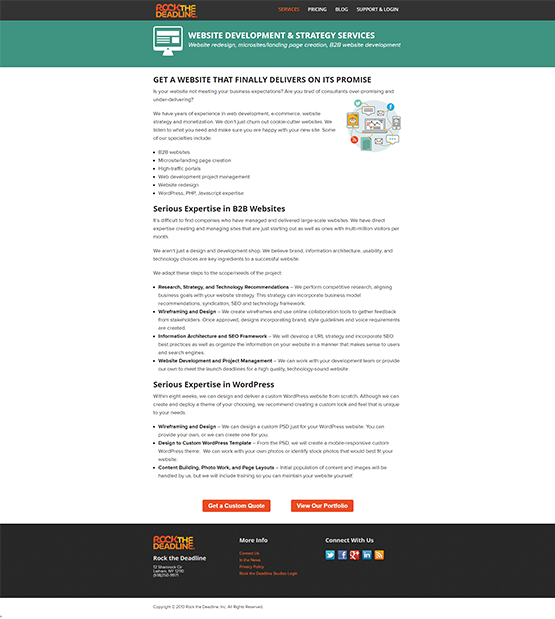 ROCKTHE
DEADLINE.
SERVICES PRICING BLOG SUPPORT & LOGIN
WEBSITE DEVELOPMENT & STRATEGY SERVICES
Website redesign, microsites/landing page creation, B2B website development
GET A WEBSITE THAT FINALLY DELIVERS ON ITS PROMISE
Is your website not meeting your business expectations? Are you tired of consultants over-promising and
under-delivering?
We have years of experience in web development, e-commerce, website
strategy and monetization. We don't just churn out cookie-cutter websites. We
listen to what you need and make sure you are happy with your new site. Some
of our specialties include:
B2B websites
Microsite/landing page creation
High-traffic portals
Web development project management
Website redesign
WordPress, PHP, Javascript expertise
Serious Expertise in B2B Websites
It's difficult to find companies who have managed and delivered large-scale websites. We have direct
expertise creating and managing sites that are just starting out as well as ones with multi-million visitors per
month.
We aren't just a design and development shop. We believe brand, information architecture, usability, and
technology choices are key ingredients to a successful website.
We adapt these steps to the scope/needs of the project:
Research, Strategy, and Technology Recommendations – We perform competitive research, aligning
business goals with your website strategy. This strategy can incorporate business model
recommendations, syndication, SEO and technology framework.
Wireframing and Design – We create wireframes and use online collaboration tools to gather feedback
from stakeholders. Once approved, designs incorporating brand, style guidelines and voice requirements
are created.
Information Architecture and SEO Framework – We will develop a URL strategy and incorporate SEO
best practices as well as organize the information on your website in a manner that makes sense to users
and search engines.
Website Development and Project Management – We can work with your development team or provide
our own to meet the launch deadlines for a high quality, technology-sound website
Serious Expertise in WordPress
Within eight weeks, we can design and deliver a custom WordPress website from scratch. Although we can
create and deploy a theme of your choosing, we recommend creating a custom look and feel that is unique
to your needs.
Wireframing and Design – We can design a custom PSD just for your WordPress website. You can
provide your own, or we can create one for you.
Design to Custom WordPress Template – From the PSD, we will create a mobile-responsive custom
WordPress theme. We can work with your own photos or identify stock photos that would best fit your
website.
Content Building, Photo Work, and Page Layouts – Initial population of content and images will be
handled by us, but we will include training so you can maintain your website yourself.
Get a Custom Quote View Our Portfolio
ROCKTHE
DEADLINE.
Rock the Deadline
12 Shamrock Cir
Latham, NY 12110
More Info
Contact Us
In the News
Privacy Policy
Rock the Deadline Studios Login
Connect With Us
Copyright © 2013 Rock the Deadline, Inc. All Rights Reserved.